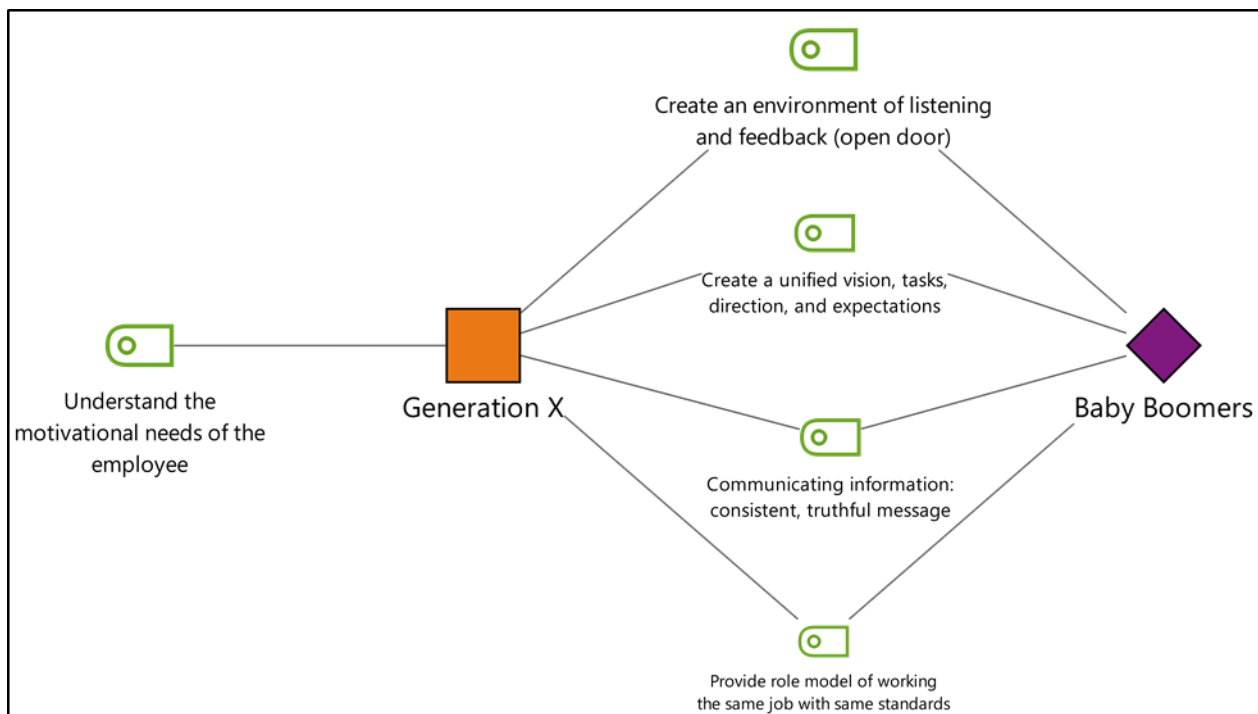 Create an environment of listening
and feedback (open door)
Create a unified vision, tasks,
direction, and expectations
Understand the
motivational needs of the
employee
Generation X
Baby Boomers
Communicating information:
consistent, truthful message
Provide role model of working
the same job with same standards